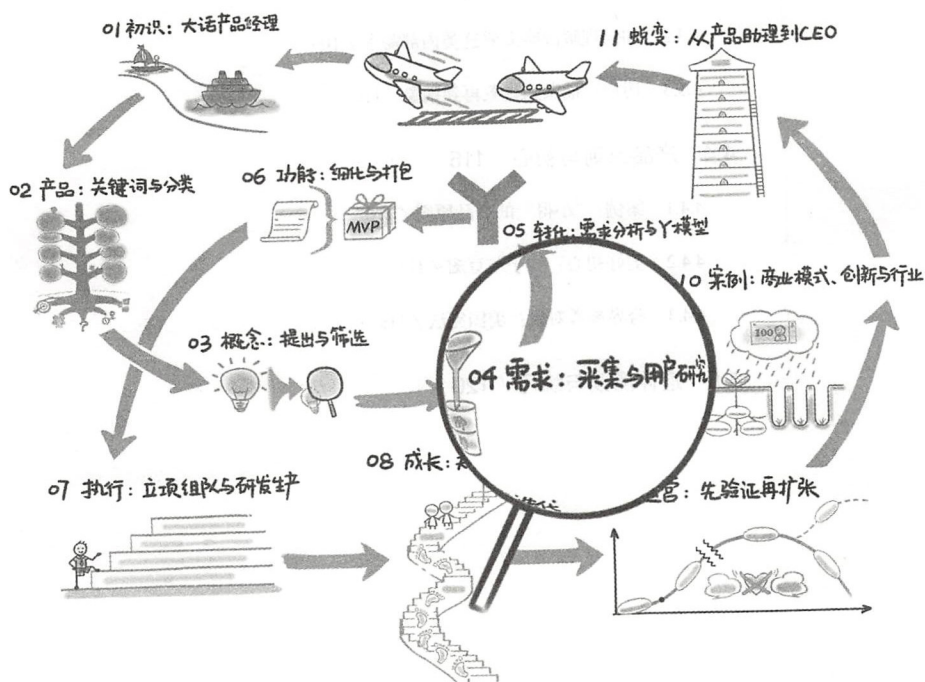 01 初识：大话产品经理
11 蜕变：从产品助理到CEO
02 产品：关键词与分类
06 功能：细化与打包
MVP
05 转化：需求分析与Y模型
10 案例：商业模式、创新与行业
100
03 概念：提出与筛选
04 需求：采集与用户研究
08 成长：
07 执行：立项组队与研发生产
营：先验证再扩张